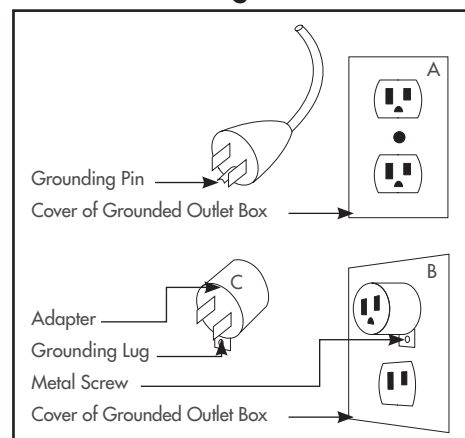 A
Grounding Pin
Cover of Grounded Outlet Box
C
B
Adapter
Grounding Lug
Metal Screw
Cover of Grounded Outlet Box